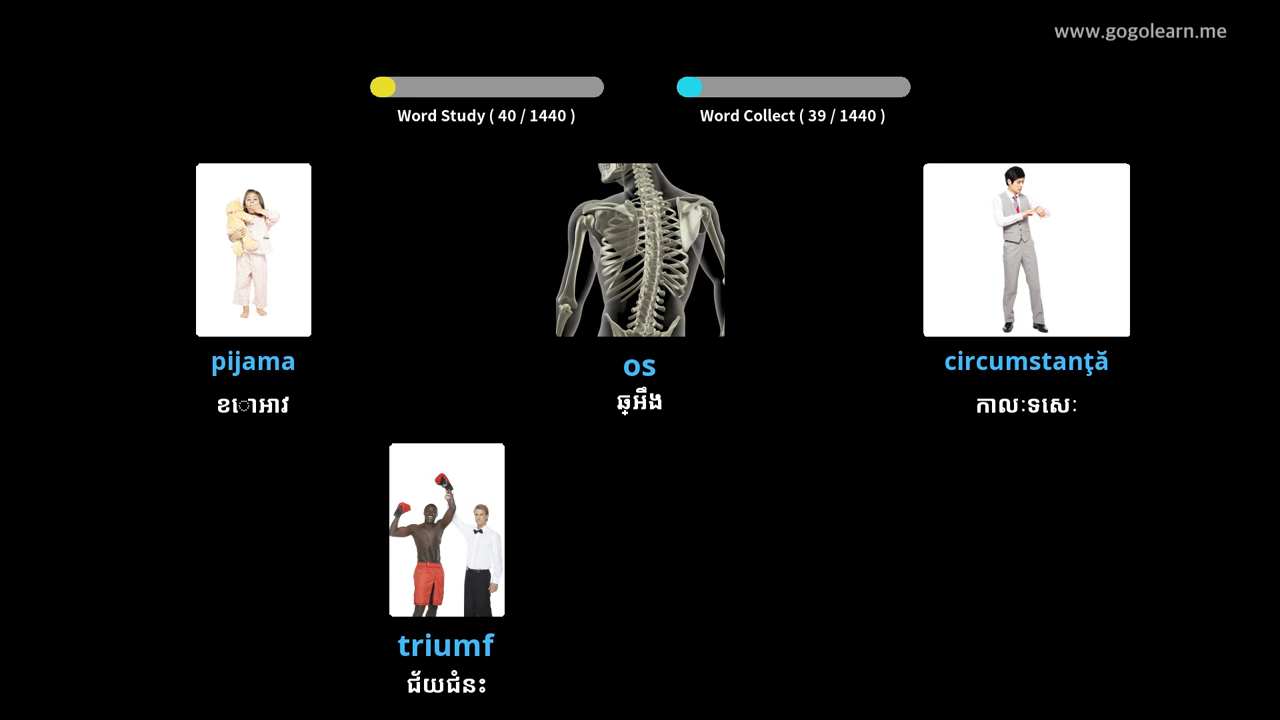 www.gogolearn.me
Word Study ( 40 / 1440 )
Word Collect ( 39 / 1440 )
pijama
ខោអាវ
os
ឆ្អឹង
circumstanţă
កាលៈទេសៈ
triumf
ជ័យជំនះ